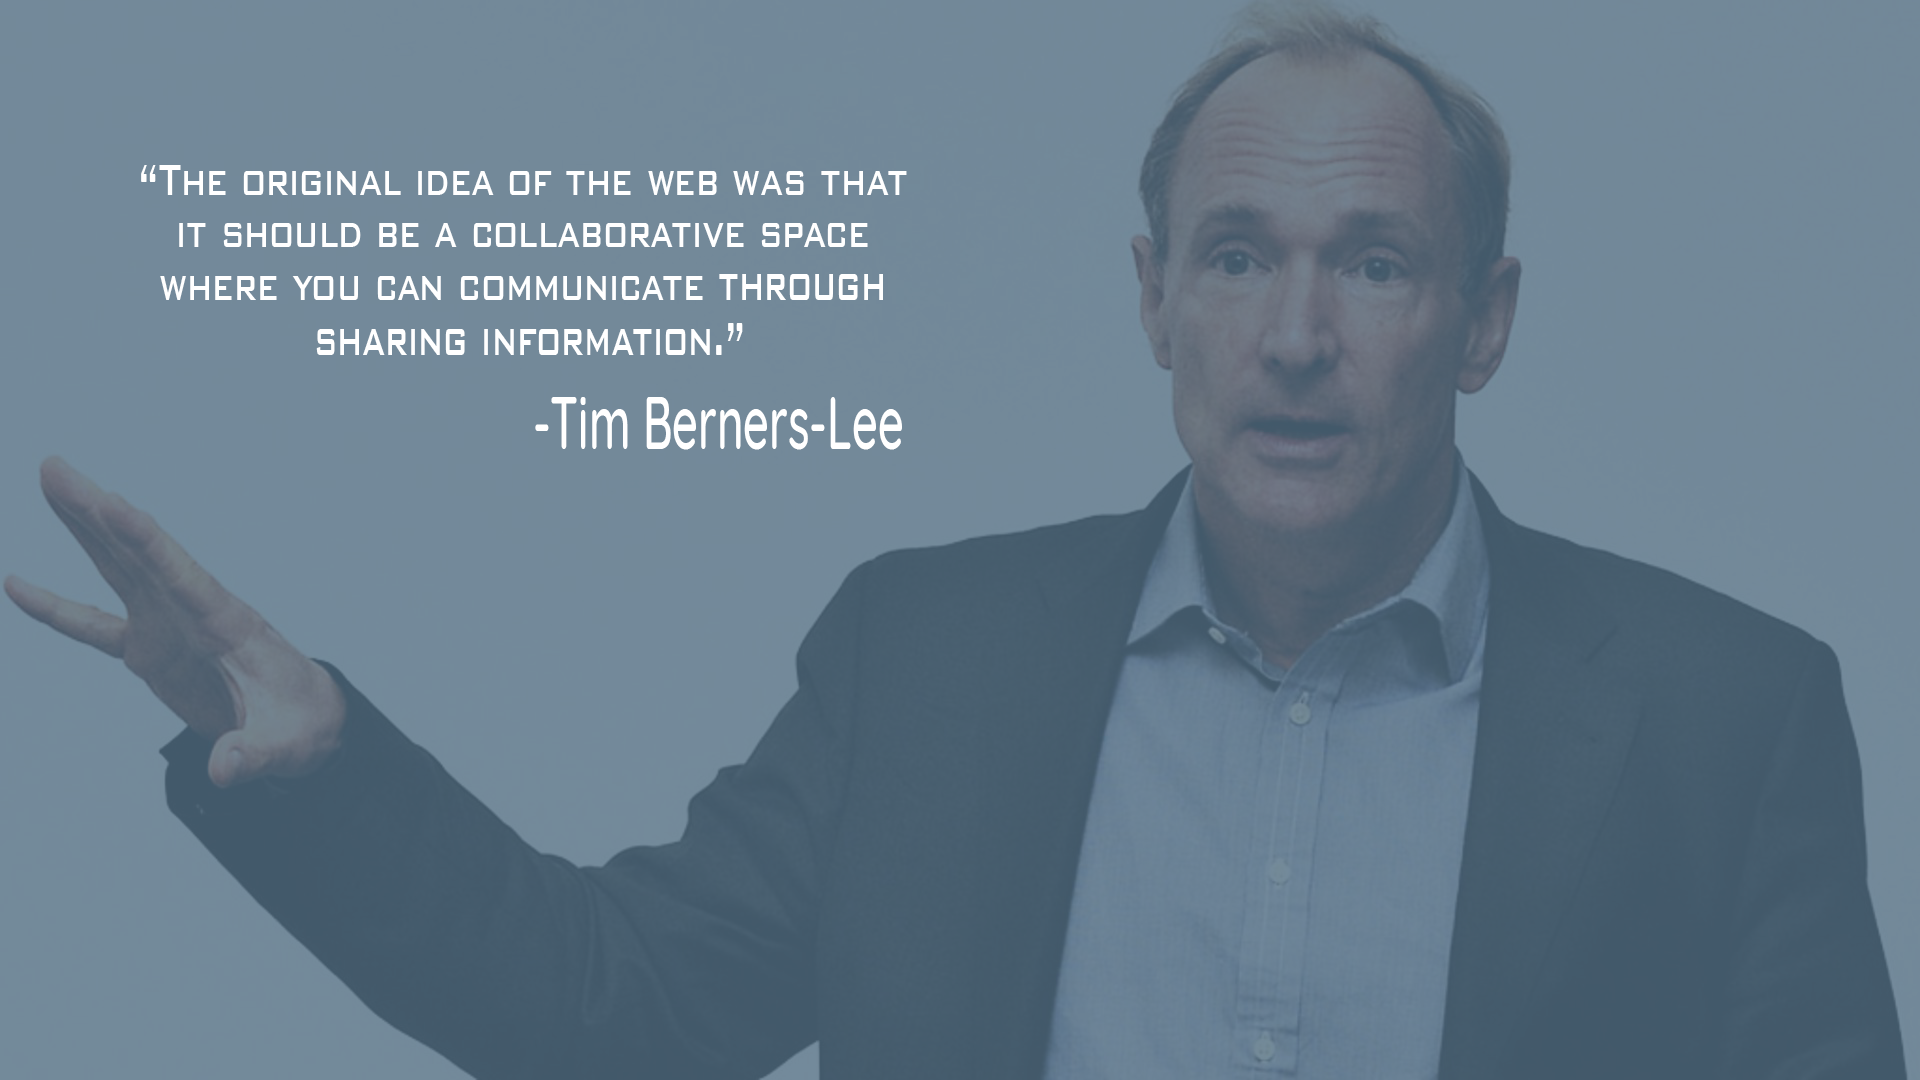 “The original idea of the web was that
it should be a collaborative space
where you can communicate through
sharing information.”
-Tim Berners-Lee